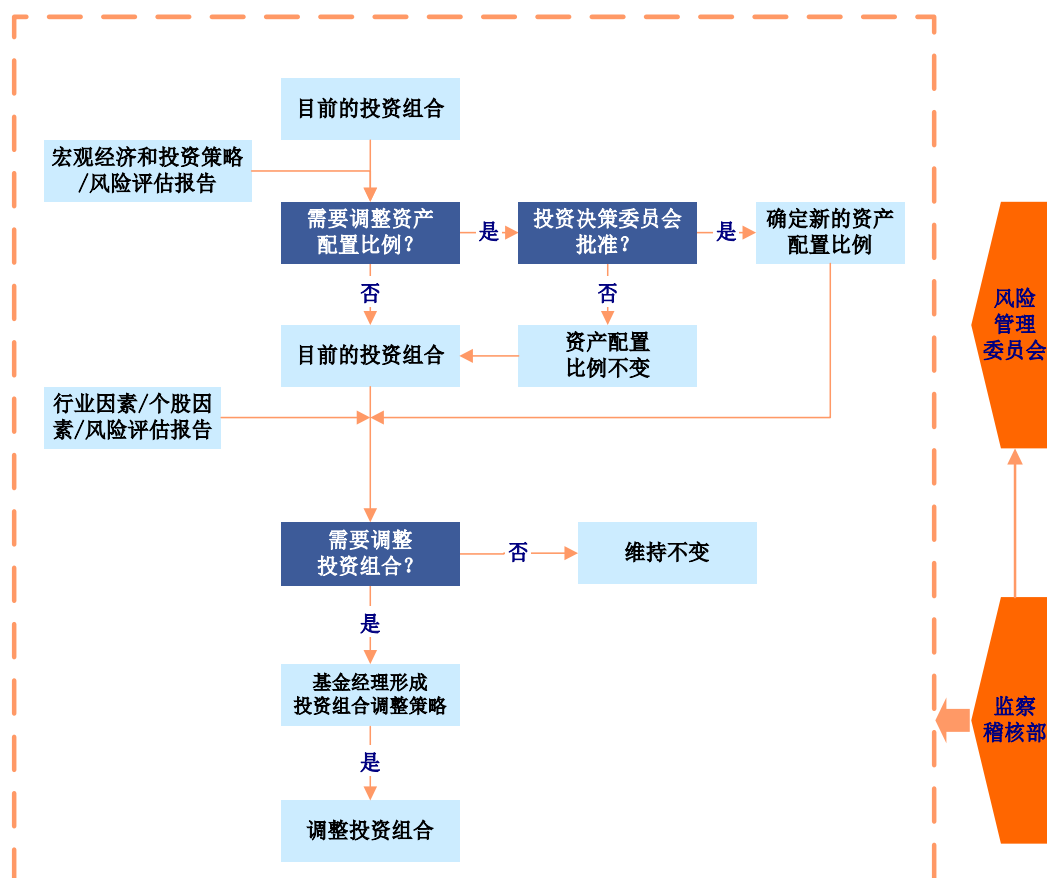 目前的投资组合
宏观经济和投资策略
/风险评估报告
需要调整资产
配置比例？
是
投资决策委员会
批准？
是
确定新的资产
配置比例
否
否
目前的投资组合
资产配置
比例不变
风险
管理
委员会
行业因素/个股因
素/风险评估报告
需要调整
投资组合？
否
维持不变
是
基金经理形成
投资组合调整策略
监察
稽核部
是
调整投资组合